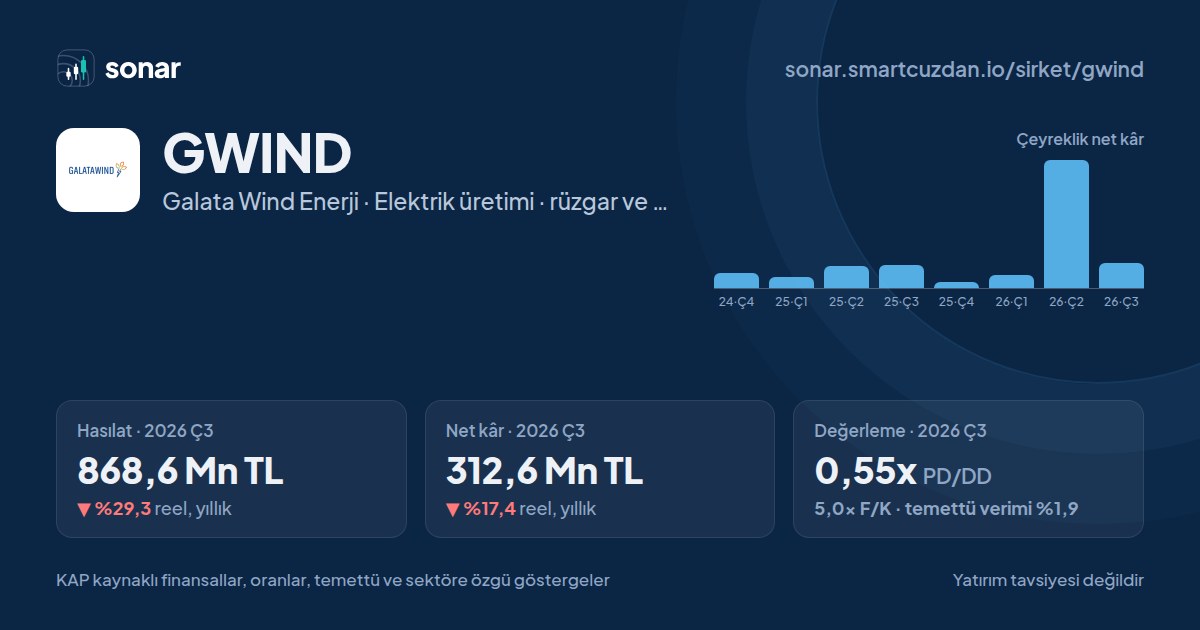 sonar
sonar.smartcuzdan.io/sirket/gwind
GALATAWIND
GWIND
Galata Wind Enerji · Elektrik üretimi · rüzgar ve ...
Çeyreklik net kâr
24·Ç4 25·Ç1 25·Ç2 25·Ç3 25·Ç4 26·Ç1 26·Ç2 26·Ç3
Hasılat · 2026 Ç3
868,6 Mn TL
▼ %29,3 reel, yıllık
Net kâr · 2026 Ç3
312,6 Mn TL
▼ %17,4 reel, yıllık
Değerleme · 2026 Ç3
0,55x PD/DD
5,0× F/K · temettü verimi %1,9
KAP kaynaklı finansallar, oranlar, temettü ve sektöre özgü göstergeler
Yatırım tavsiyesi değildir